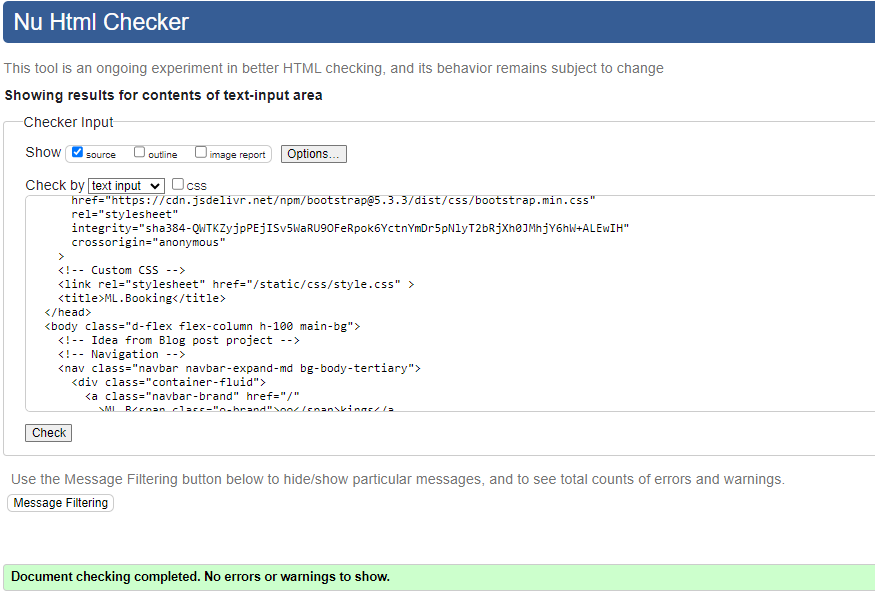 Nu Html Checker
This tool is an ongoing experiment in better HTML checking, and its behavior remains subject to change
Showing results for contents of text-input area
Checker Input
Show source outline image report Options...
Check by text input css
href="https://cdn.jsdelivr.net/npm/bootstrap@5.3.3/dist/css/bootstrap.min.css"
rel="stylesheet"
integrity="sha384-QWTKZyjpPEjISv5WaRU9OFeRpok6YctnYmDr5pNlyT2bRjXh0JMhjY6hW+ALEwIH"
crossorigin="anonymous"
>
<!-- Custom CSS -->
<link rel="stylesheet" href="/static/css/style.css" >
<title>ML.Booking</title>
</head>
<body class="d-flex flex-column h-100 main-bg">
<!-- Idea from Blog post project -->
<!-- Navigation -->
<nav class="navbar navbar-expand-md bg-body-tertiary">
<div class="container-fluid">
<a class="navbar-brand" href="/"
>ML.B<span class="o-brand">oo</span>kings</a
Check
Use the Message Filtering button below to hide/show particular messages, and to see total counts of errors and warnings.
Message Filtering
Document checking completed. No errors or warnings to show.